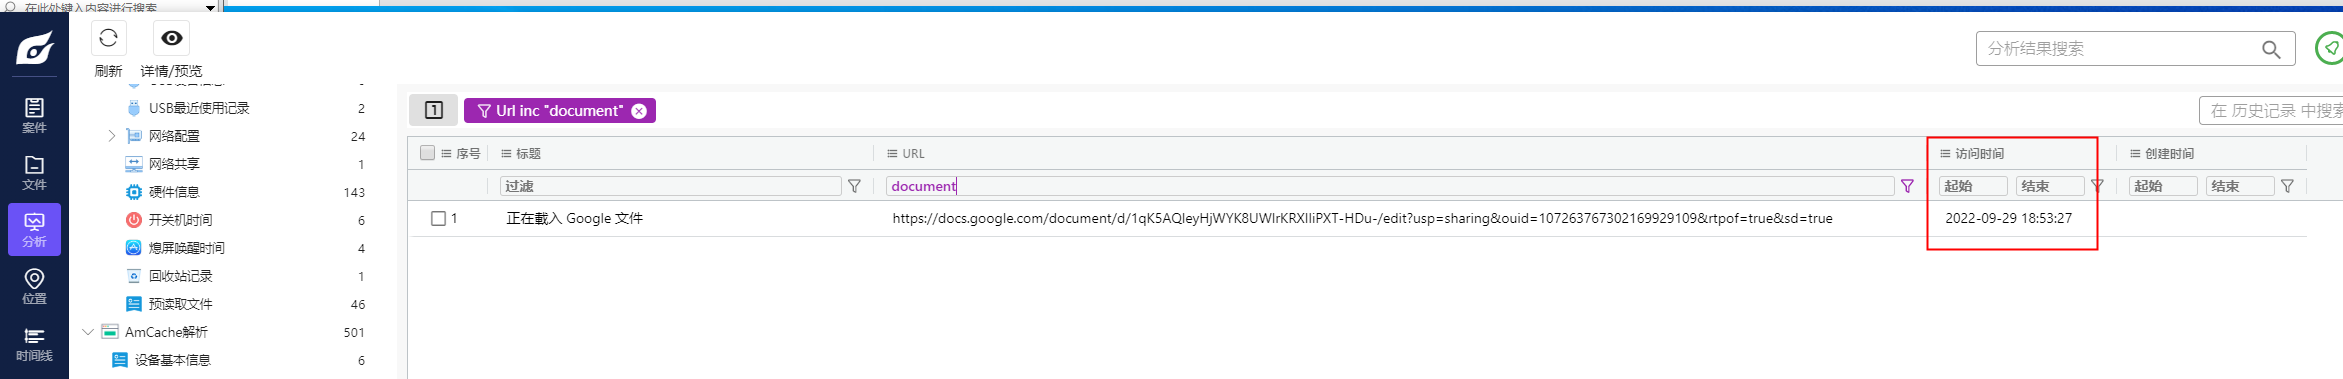 在此处键入内容进行搜索
刷新
详情/预览
分析结果搜索
案件
文件
分析
位置
时间线
USB最近使用记录 2
网络配置 24
网络共享 1
硬件信息 143
开关机时间 6
熄屏唤醒时间 4
回收站记录 1
预读取文件 46
AmCache解析 501
设备基本信息 6
1
Url inc "document"
在 历史记录 中搜索
序号 标题 URL 访问时间 创建时间
过滤 document 起始 结束 起始 结束
1 正在載入 Google 文件 https://docs.google.com/document/d/1qK5AQleyHjWYK8UWlrKRXlIiPXT-HDu-/edit?usp=sharing&ouid=107263767302169929109&rtpof=true&sd=true 2022-09-29 18:53:27